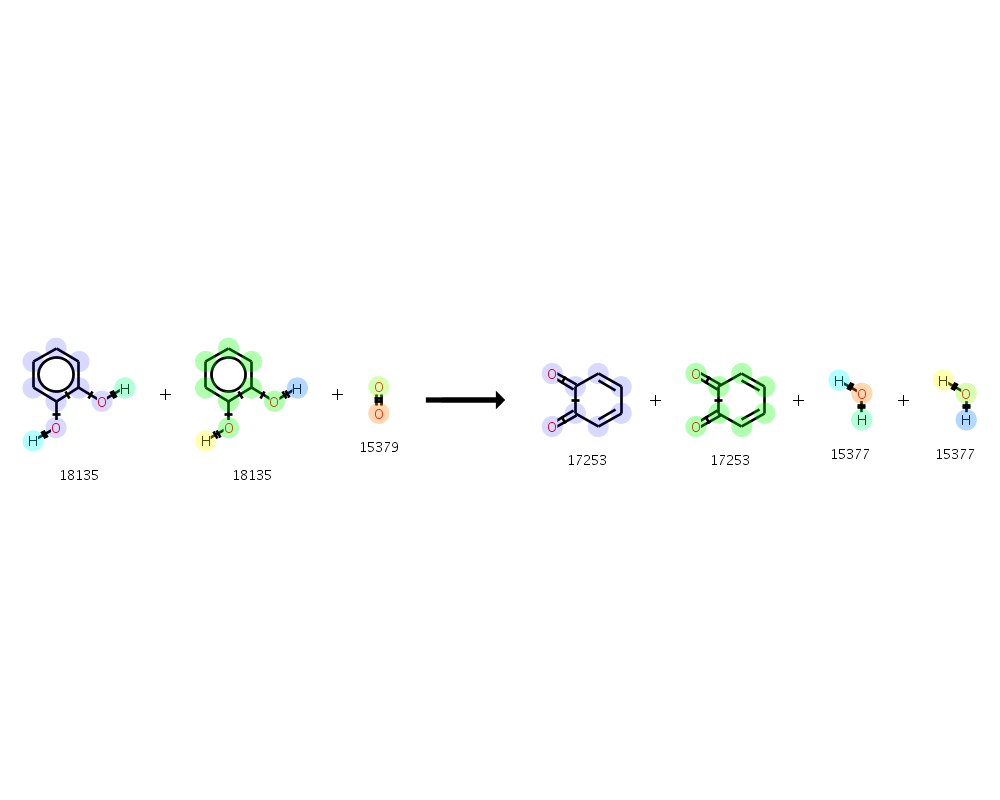 O H + O H + O O O + O + H O + H O
O H O H O O O H H
18135 + 18135 + 15379 17253 + 17253 + 15377 + 15377